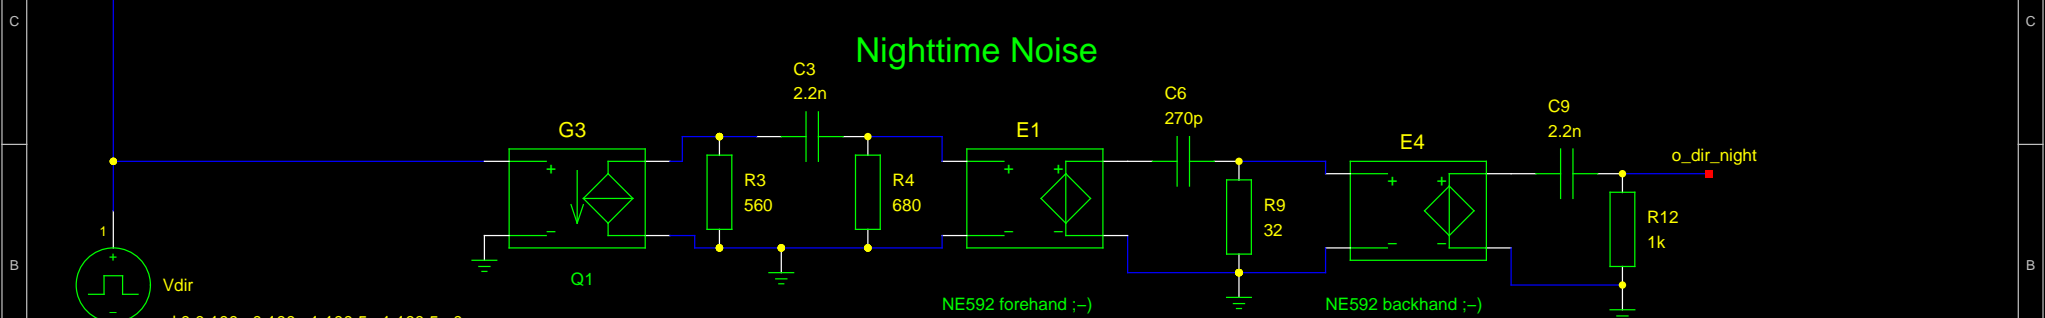 C
C
Nighttime Noise
C3
2.2n
C6
270p
C9
2.2n
G3
E1
E4
o_dir_night
+
−
R3
560
R4
680
+
+
−
−
R9
32
+
+
−
−
R12
1k
1
+
−
Vdir
B
B
Q1
NE592 forehand ;−)
NE592 backhand ;−)